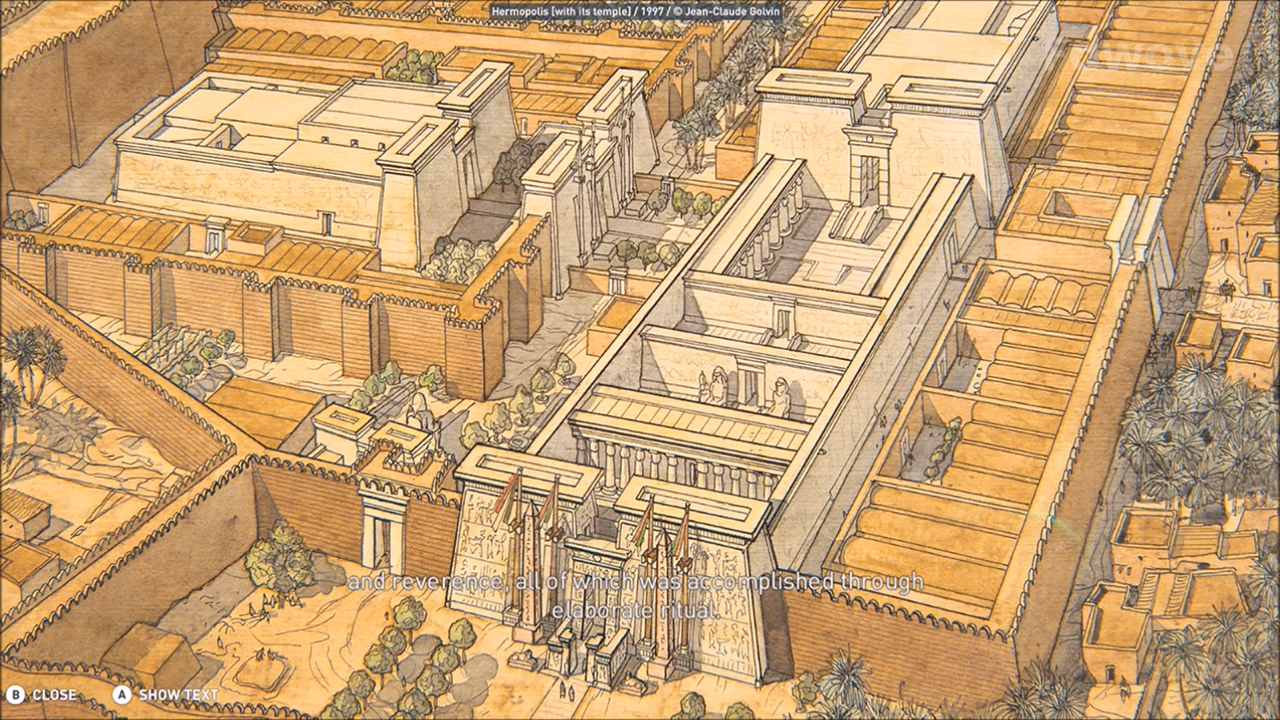 Hermopolis [with its temple] / 1997 / © Jean-Claude Golvin
and reverence, all of which was accomplished through
elaborate ritual.
B CLOSE A SHOW TEXT